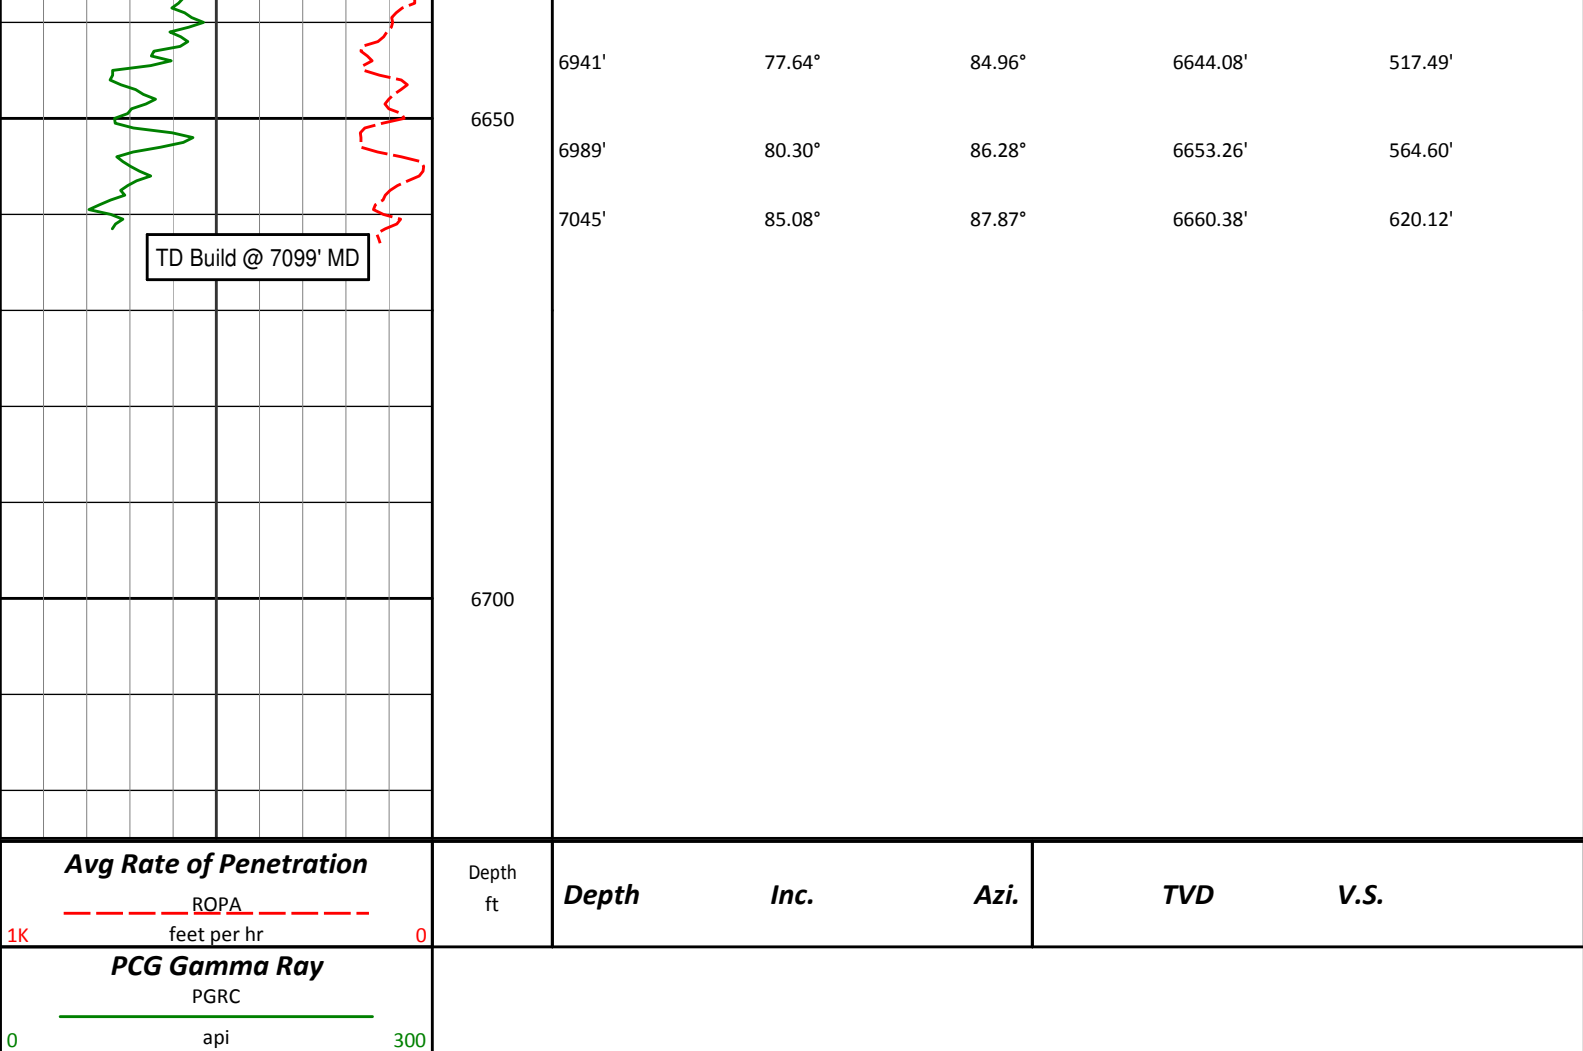 6941' 77.64° 84.96° 6644.08' 517.49'
6650
6989' 80.30° 86.28° 6653.26' 564.60'
7045' 85.08° 87.87° 6660.38' 620.12'
TD Build @ 7099' MD
6700
Avg Rate of Penetration
ROPA
1K feet per hr 0
Depth
ft
Depth Inc. Azi. TVD V.S.
PCG Gamma Ray
PGRC
0 api 300